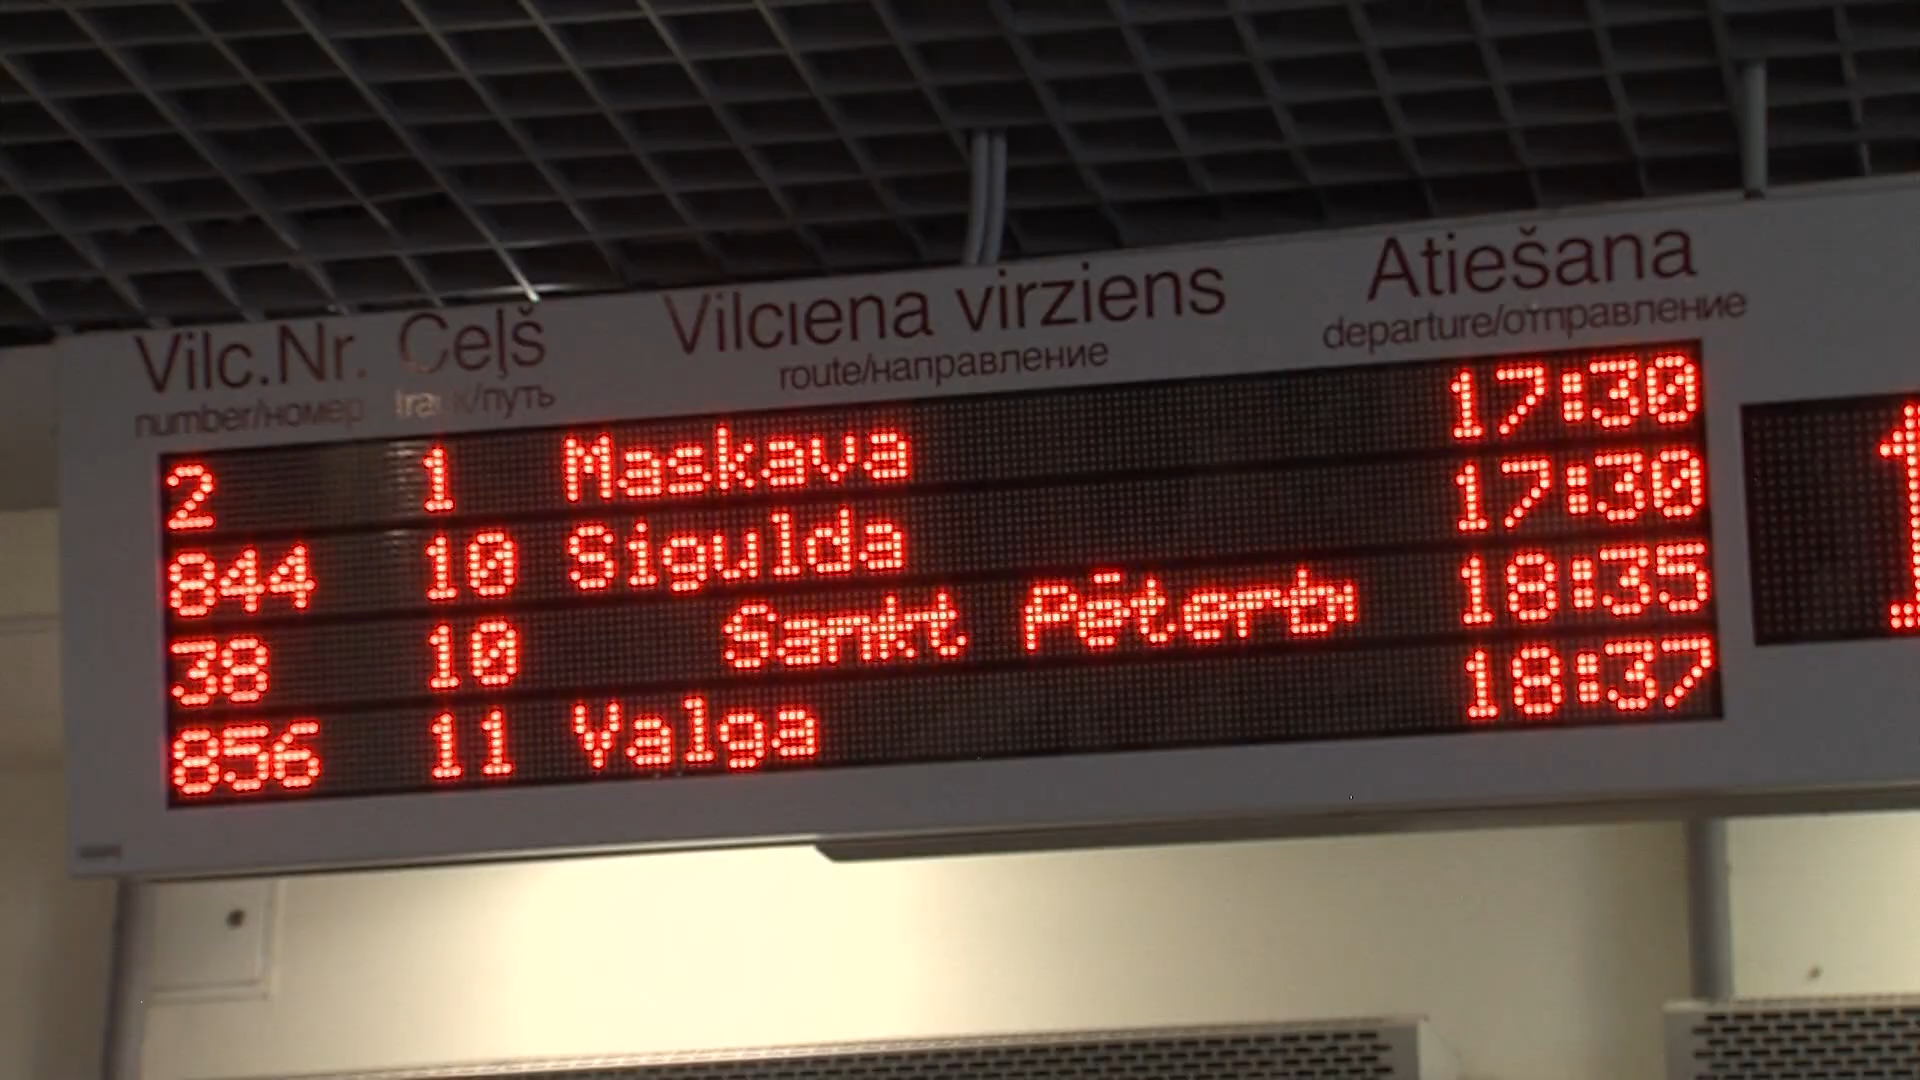 Vilc.Nr. Ceļš Vilciena virziens Atiešana
number/номер track/путь route/направление departure/отправление
2 1 Maskava 17:30
844 10 Sigulda 17:30
38 10 Sankt Pēterb 18:35
856 11 Valga 18:37